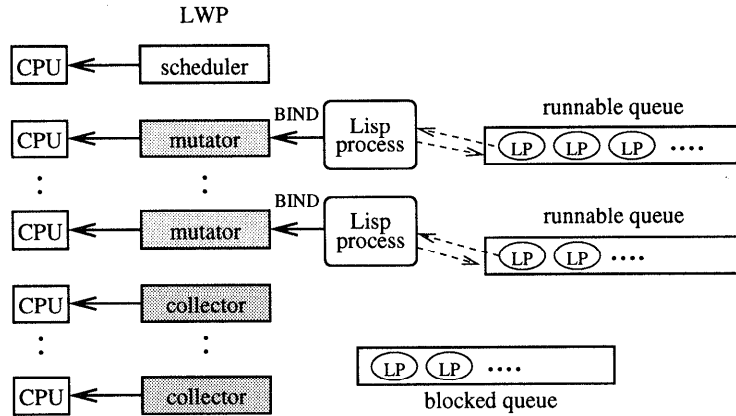 LWP
CPU scheduler
runnable queue
CPU mutator BIND Lisp process LP LP LP ....
CPU mutator BIND Lisp process
runnable queue
LP LP ....
CPU collector
CPU collector
LP LP ....
blocked queue